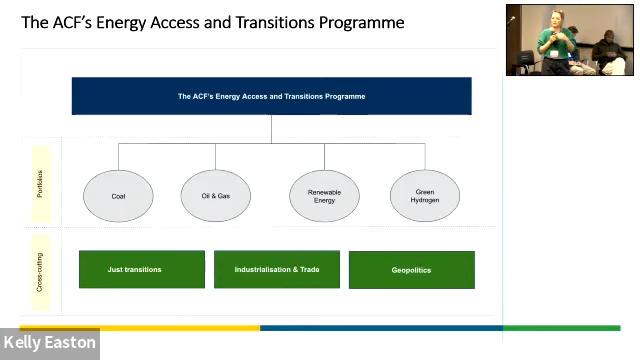 The ACF's Energy Access and Transitions Programme
The ACF's Energy Access and Transitions Programme
Portfolios
Coal
Oil & Gas
Renewable
Energy
Green
Hydrogen
Cross-cutting
Just transitions
Industrialisation & Trade
Geopolitics
Kelly Easton